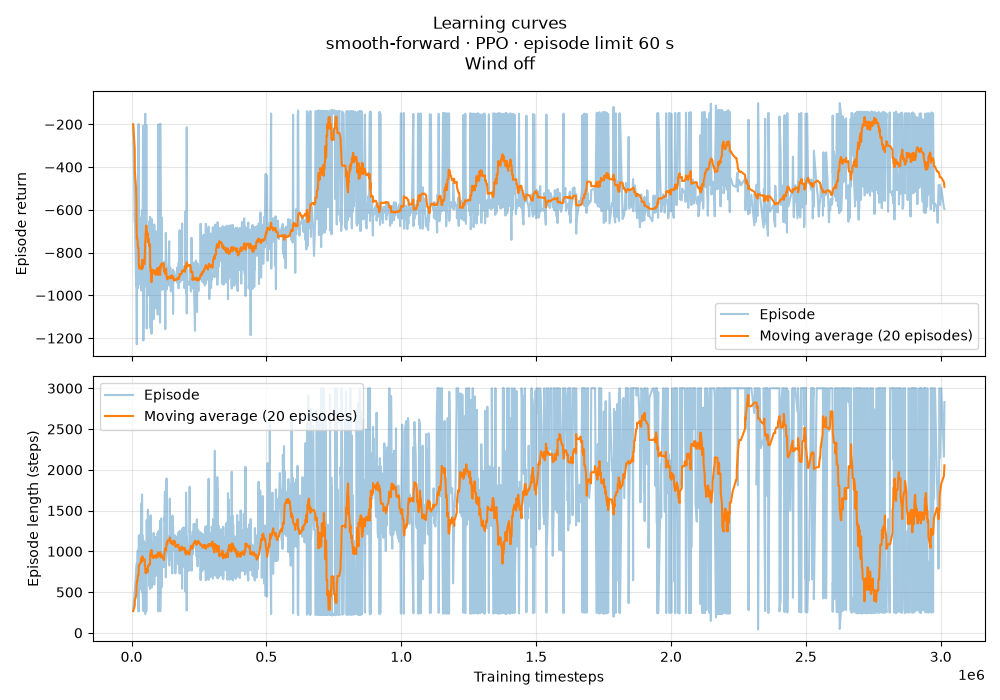 Learning curves
smooth-forward · PPO · episode limit 60 s
Wind off
−200
−400
−600
−800
−1000
−1200
Episode return
Episode
Moving average (20 episodes)
3000
2500
2000
1500
1000
500
0
Episode length (steps)
Episode
Moving average (20 episodes)
0.0 0.5 1.0 1.5 2.0 2.5 3.0
1e6
Training timesteps